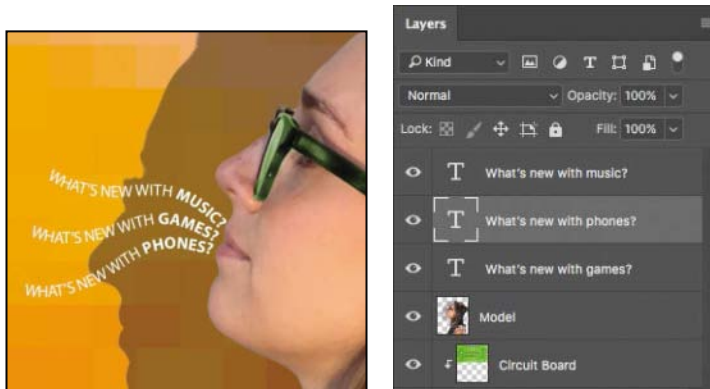 WHAT'S NEW WITH MUSIC?
WHAT'S NEW WITH GAMES?
WHAT'S NEW WITH PHONES?
Layers
Kind
Normal Opacity: 100%
Lock: Fill: 100%
T What's new with music?
T What's new with phones?
T What's new with games?
Model
Circuit Board